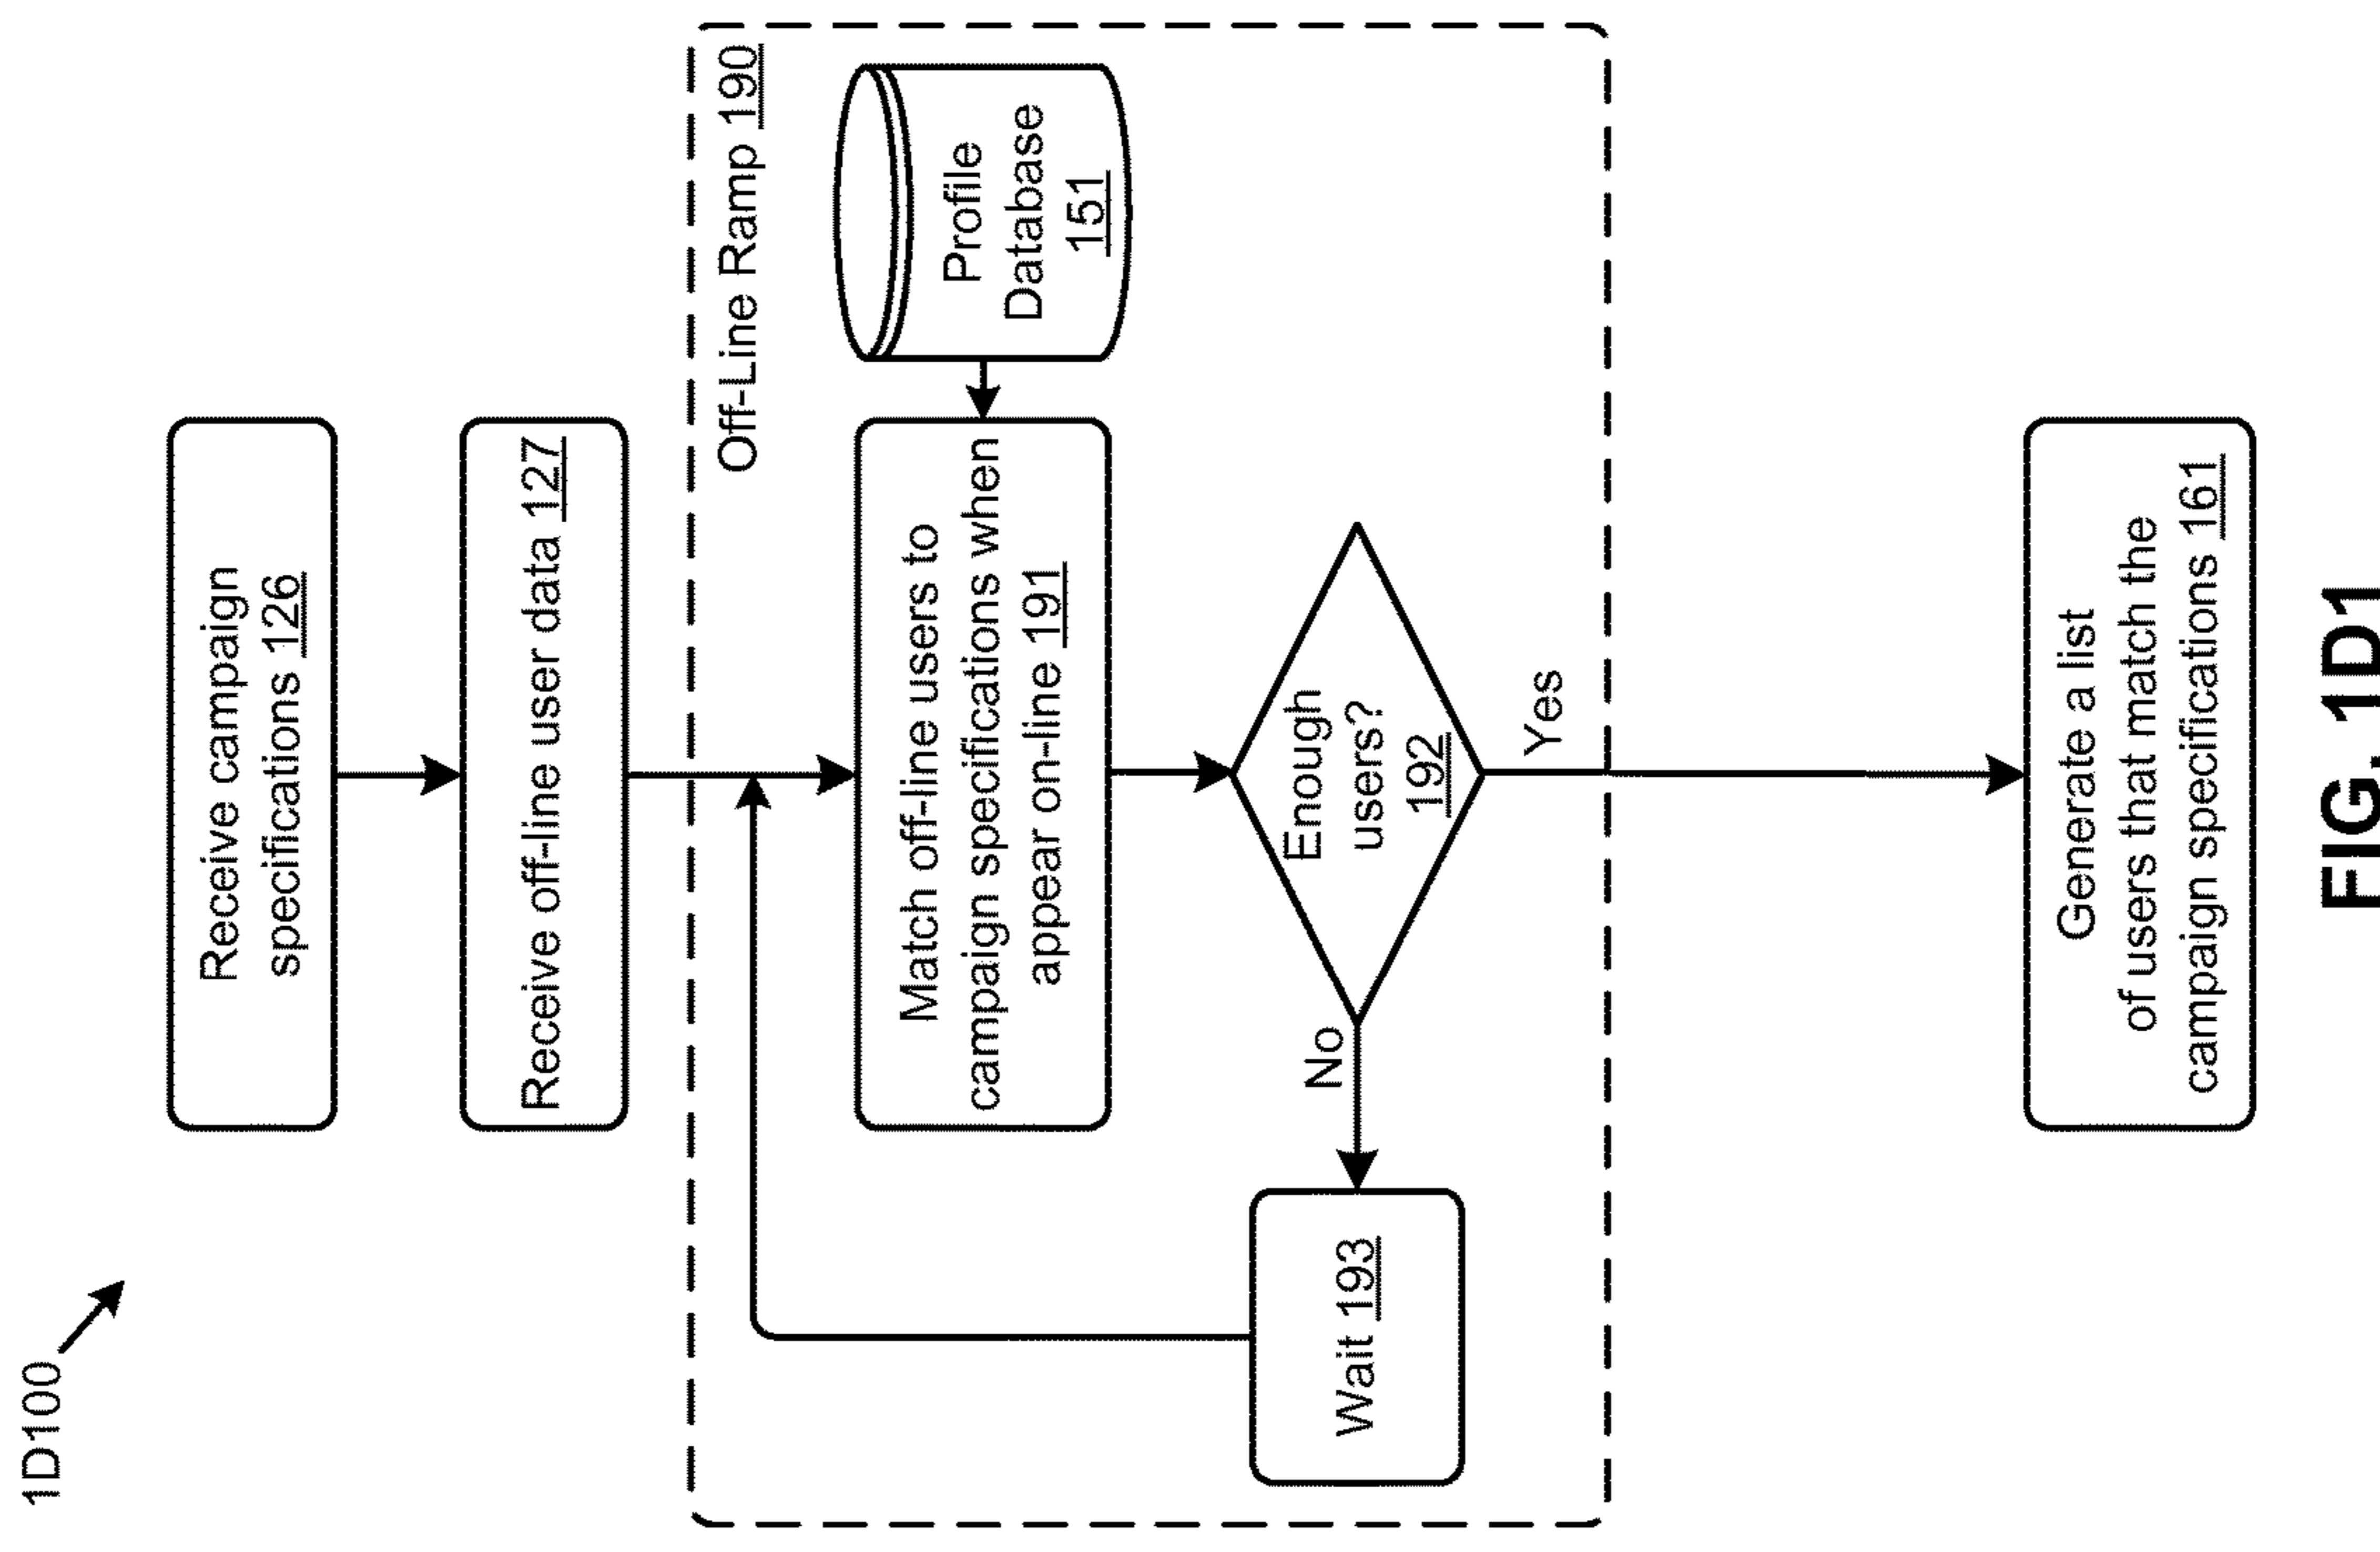 1D100
Receive campaign
specifications 126
Receive off-line user data 127
Off-Line Ramp 190
Match off-line users to
campaign specifications when
appear on-line 191
Profile
Database
151
Enough
users?
192
No
Yes
Wait 193
Generate a list
of users that match the
campaign specifications 161
FIG. 1D1